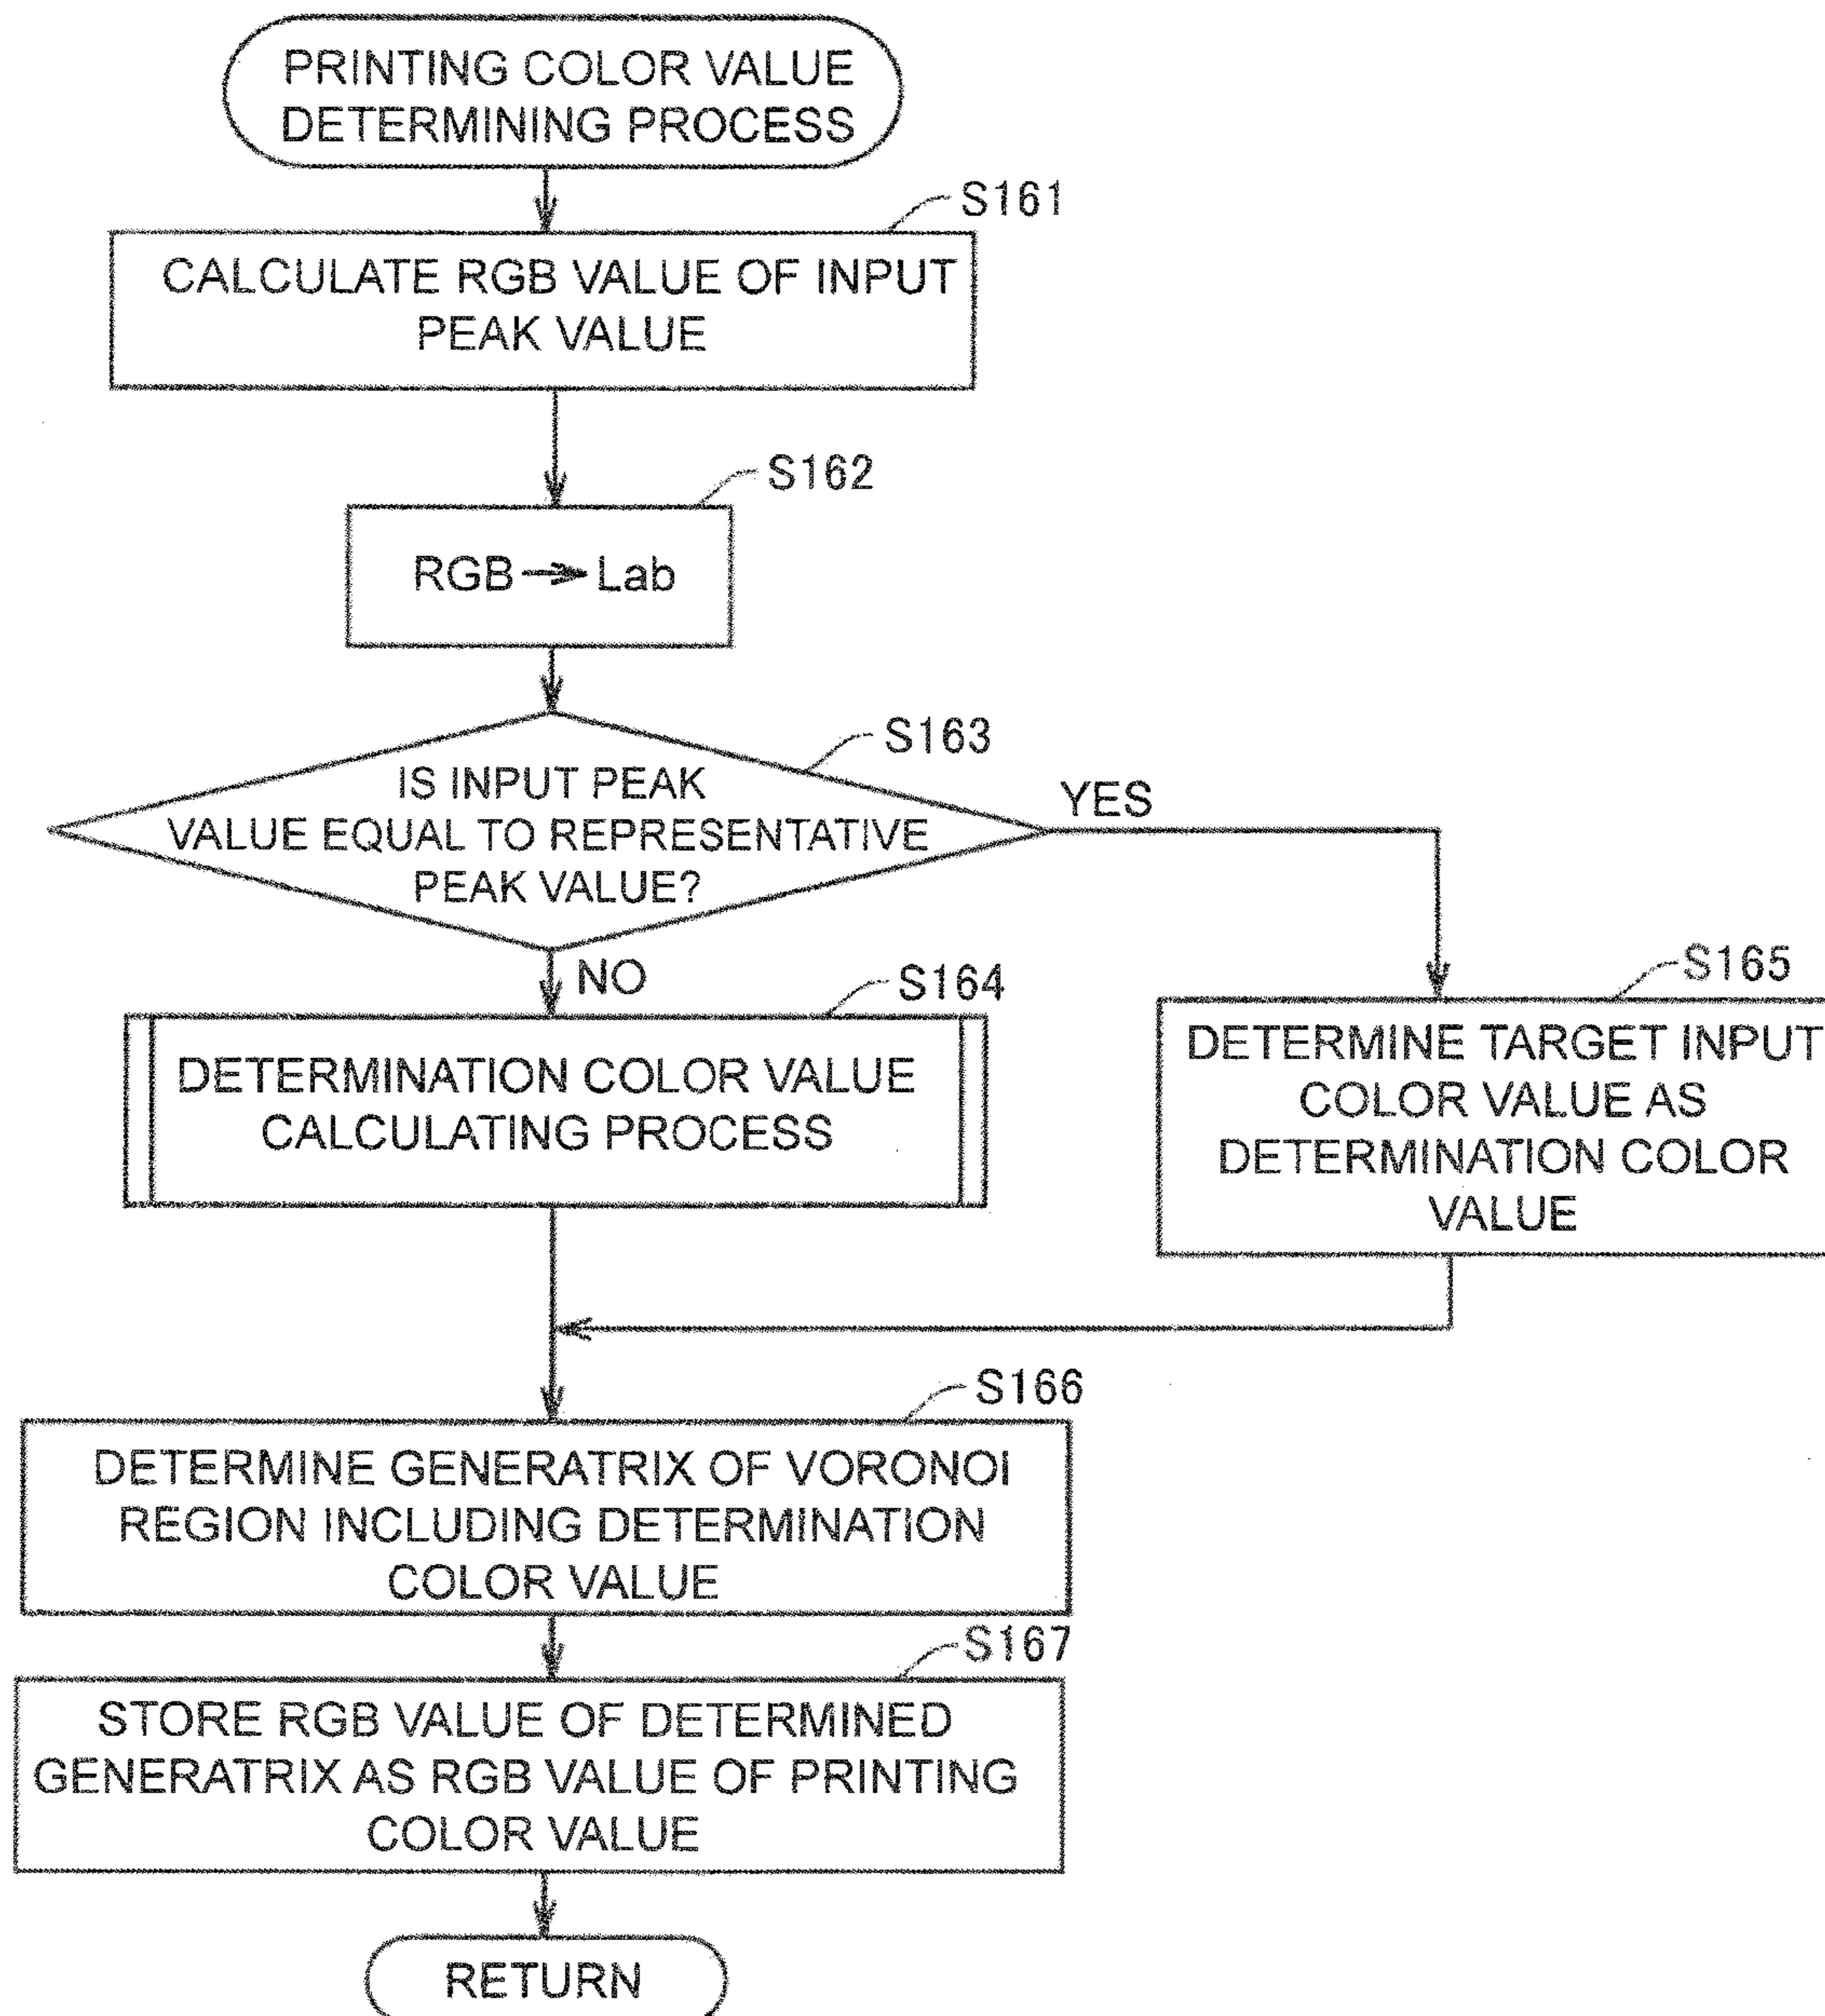 PRINTING COLOR VALUE
DETERMINING PROCESS
S161
CALCULATE RGB VALUE OF INPUT
PEAK VALUE
S162
RGB → Lab
S163
IS INPUT PEAK
VALUE EQUAL TO REPRESENTATIVE
PEAK VALUE?
YES
NO
S164
DETERMINATION COLOR VALUE
CALCULATING PROCESS
S165
DETERMINE TARGET INPUT
COLOR VALUE AS
DETERMINATION COLOR
VALUE
S166
DETERMINE GENERATRIX OF VORONOI
REGION INCLUDING DETERMINATION
COLOR VALUE
S167
STORE RGB VALUE OF DETERMINED
GENERATRIX AS RGB VALUE OF PRINTING
COLOR VALUE
RETURN